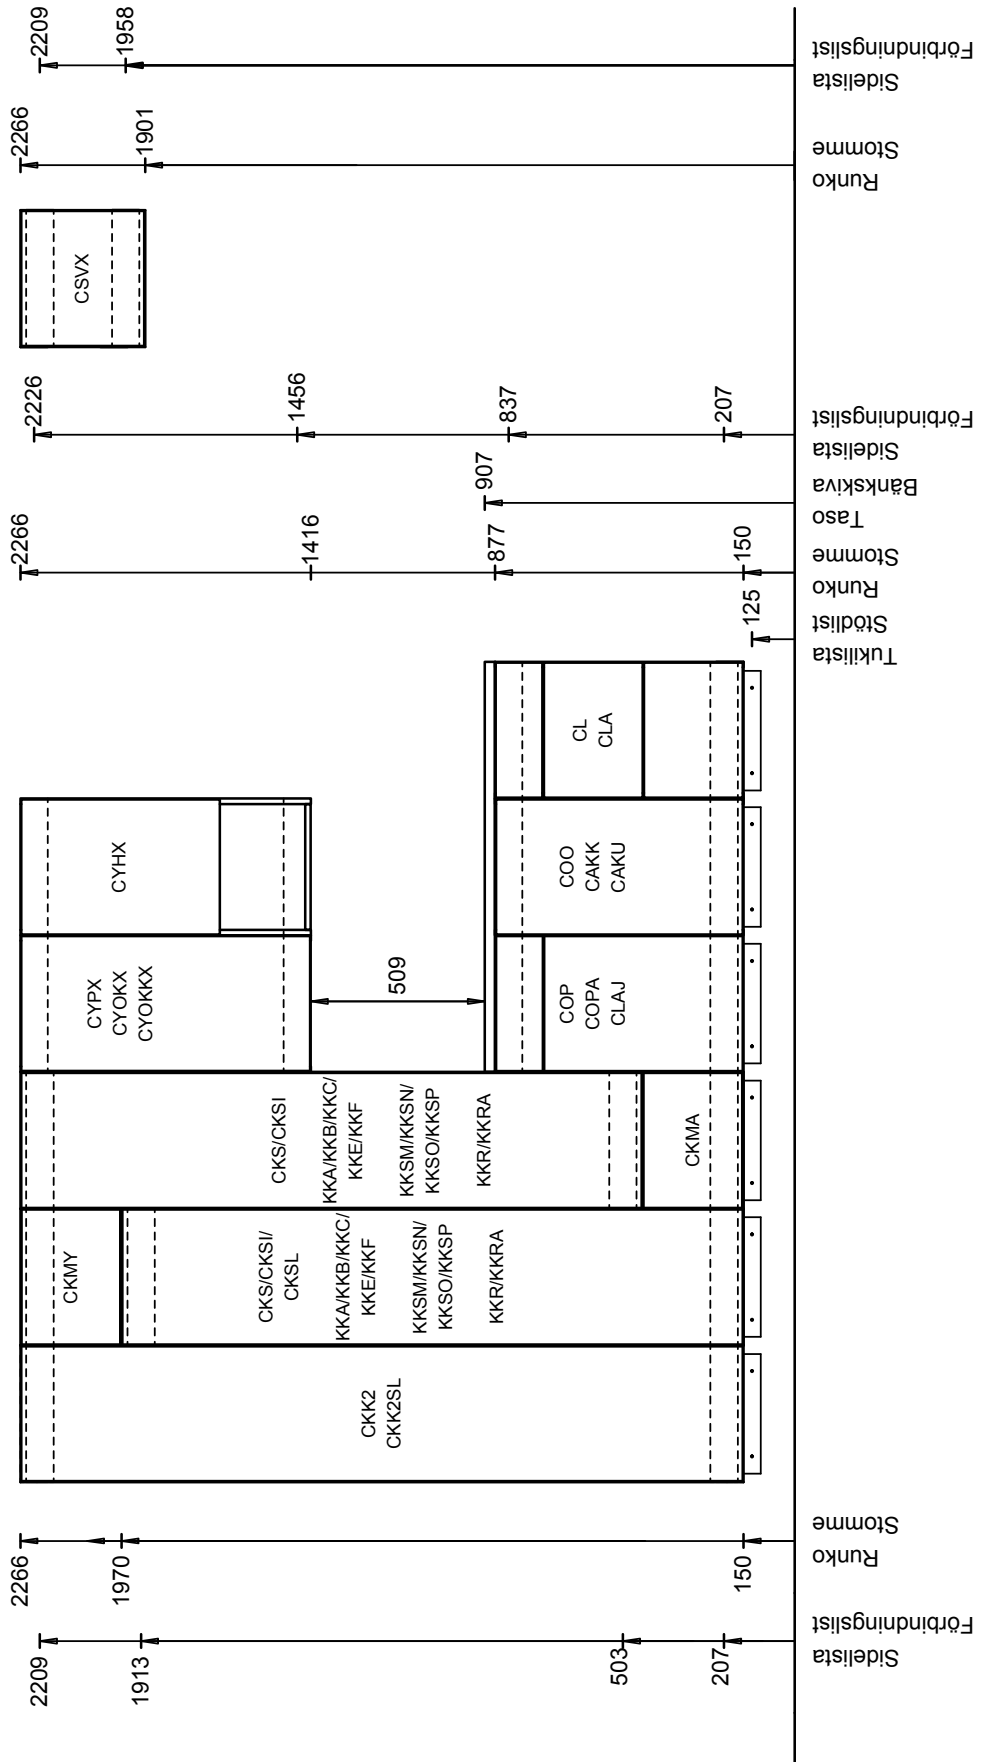 2209
1958
Sidelista
Förbindningslist
2266
1901
Runko
Stomme
CSVX
2226
1456
837
207
Sidelista
Förbindningslist
907
Taso
Bänkskiva
2266
1416
877
150
Runko
Stomme
125
Tukilista
Stödlist
CL
CLA
CYHX
COO
CAKK
CAKU
CYPX
CYOKX
CYOKKX
509
COP
COPA
CLAJ
CKS/CKSI
KKA/KKB/KKC/
KKE/KKF
KKSM/KKSN/
KKSO/KKSP
KKR/KKRA
CKMA
CKMY
CKS/CKSI/
CKSL
KKA/KKB/KKC/
KKE/KKF
KKSM/KKSN/
KKSO/KKSP
KKR/KKRA
CKK2
CKK2SL
2266
1970
150
Runko
Stomme
2209
1913
503
207
Sidelista
Förbindningslist